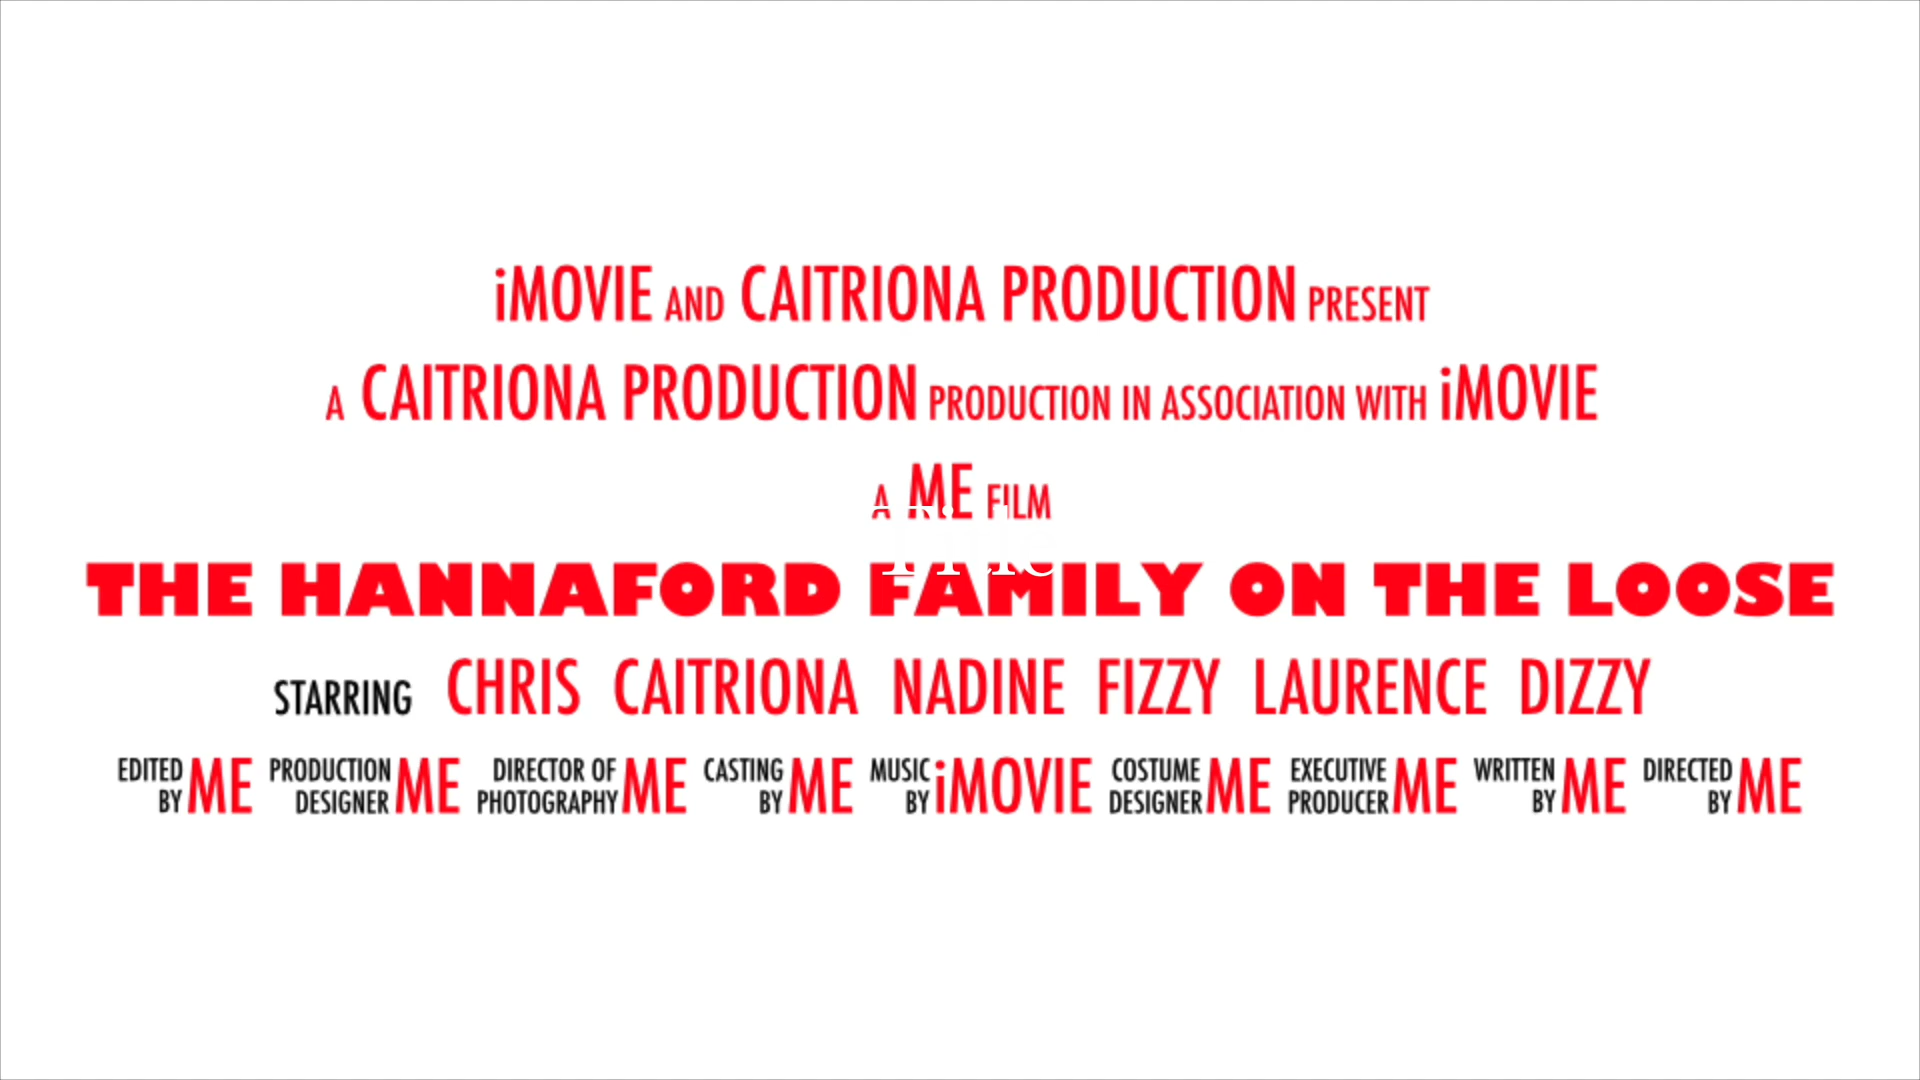 iMOVIE AND CAITRIONA PRODUCTION PRESENT
A CAITRIONA PRODUCTION PRODUCTION IN ASSOCIATION WITH iMOVIE
A ME FILM
THE HANNAFORD FAMILY ON THE LOOSE
STARRING CHRIS CAITRIONA NADINE FIZZY LAURENCE DIZZY
EDITED BY ME PRODUCTION DESIGNER ME DIRECTOR OF PHOTOGRAPHY ME CASTING BY ME MUSIC BY iMOVIE COSTUME DESIGNER ME EXECUTIVE PRODUCER ME WRITTEN BY ME DIRECTED BY ME